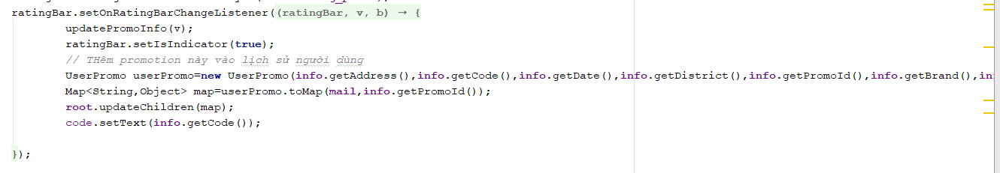 ratingBar.setOnRatingBarChangeListener((ratingBar, v, b) → {
updatePromoInfo(v);
ratingBar.setIsIndicator(true);
// THêm promotion này vào lịch sử người dùng
UserPromo userPromo=new UserPromo(info.getAddress(),info.getCode(),info.getDate(),info.getDistrict(),info.getPromoId(),info.getBrand(),in
Map<String,Object> map=userPromo.toMap(mail,info.getPromoId());
root.updateChildren(map);
code.setText(info.getCode());
});